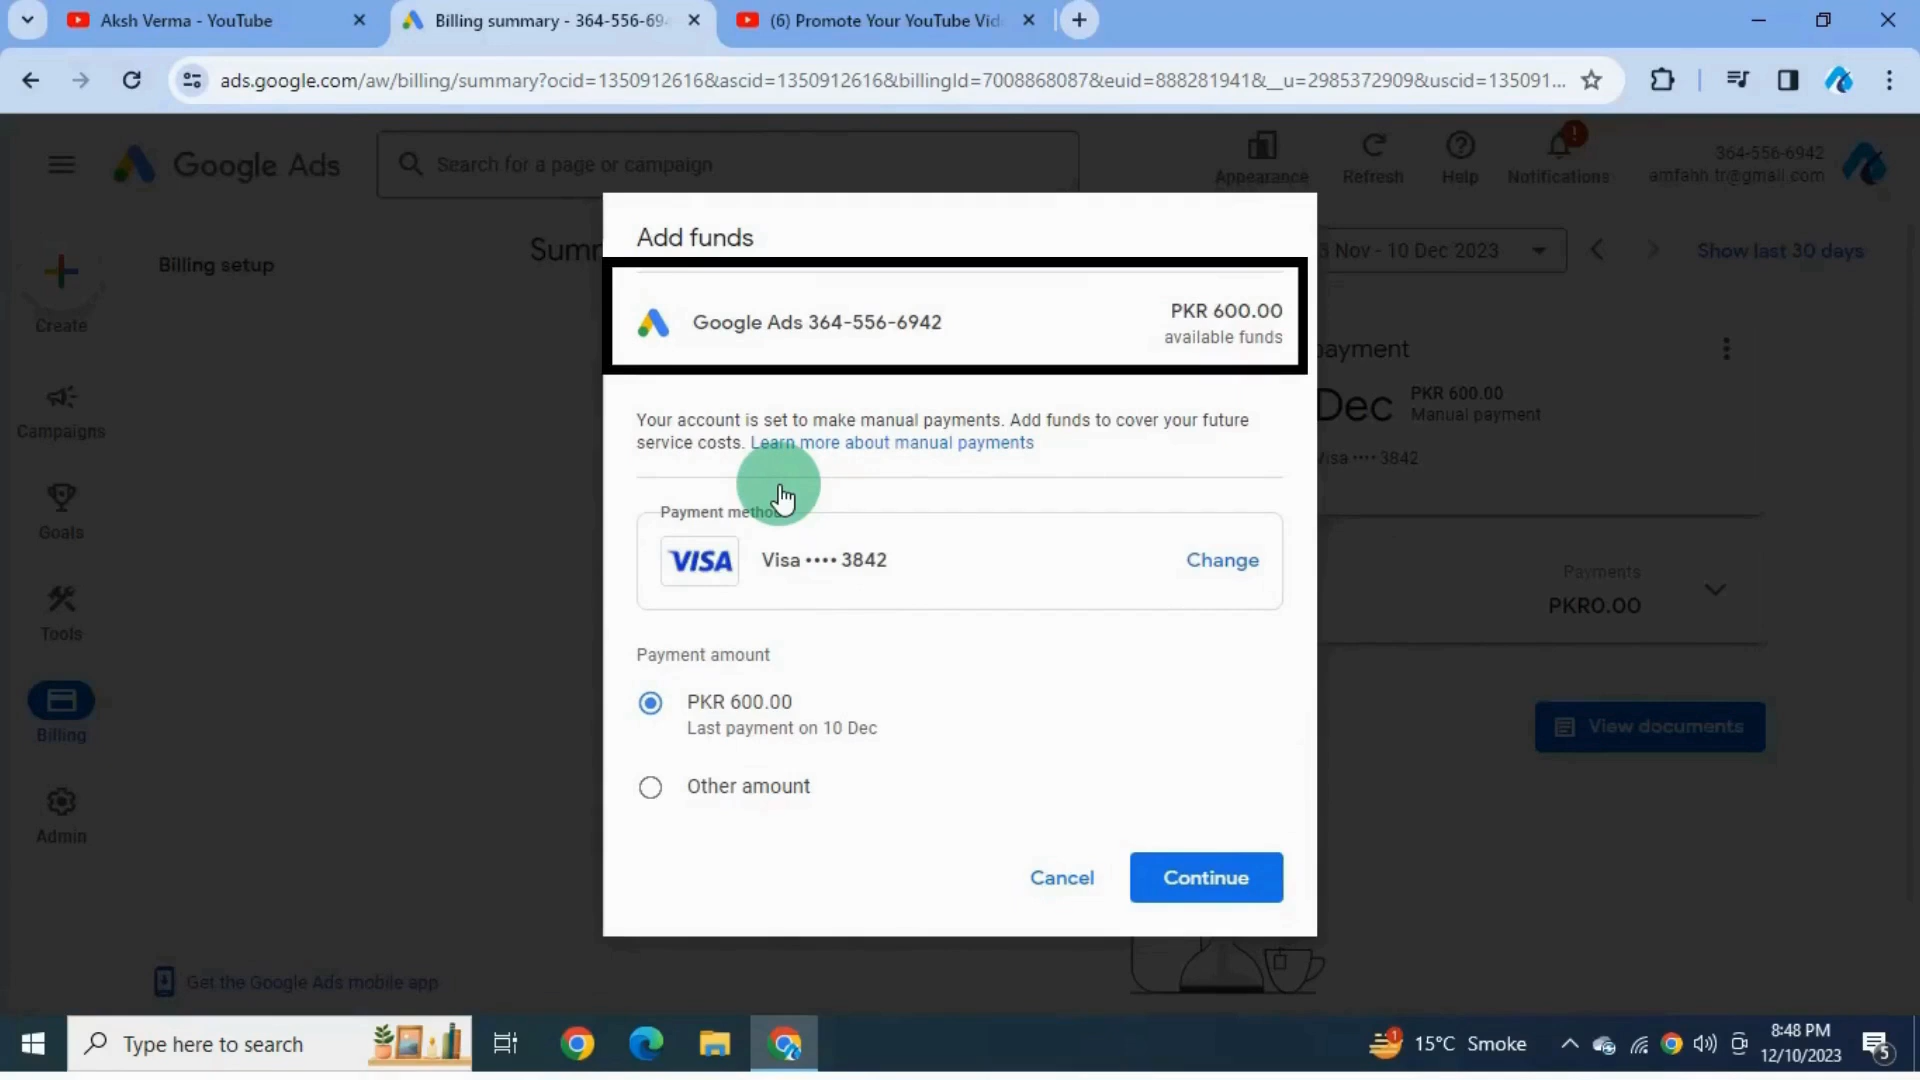 Aksh Verma - YouTube
Billing summary - 364-556-69
(6) Promote Your YouTube Vid
ads.google.com/aw/billing/summary?ocid=1350912616&ascid=1350912616&billingId=7008868087&euid=888281941&__u=2985372909&uscid=135091...
Google Ads
Search for a page or campaign
Appearance
Refresh
Help
Notifications
364-556-6942
amfahh.tr@gmail.com
Create
Campaigns
Goals
Tools
Billing
Admin
Billing setup
Summ
5 Nov - 10 Dec 2023
Show last 30 days
Add funds
Google Ads 364-556-6942
PKR 600.00
available funds
Your account is set to make manual payments. Add funds to cover your future
service costs. Learn more about manual payments
Payment method
VISA
Visa •••• 3842
Change
Payment amount
PKR 600.00
Last payment on 10 Dec
Other amount
Cancel
Continue
payment
Dec
PKR 600.00
Manual payment
Visa •••• 3842
Payments
PKR0.00
View documents
Get the Google Ads mobile app
Type here to search
1
15°C Smoke
8:48 PM
12/10/2023
5